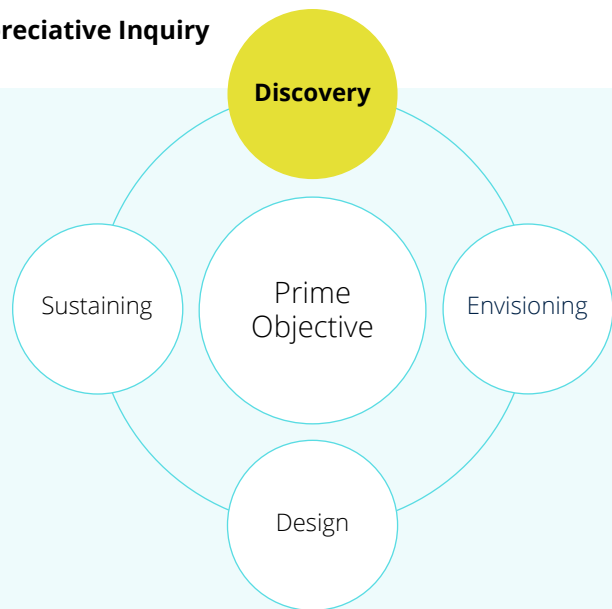 reciative Inquiry
Discovery
Sustaining
Prime
Objective
Envisioning
Design